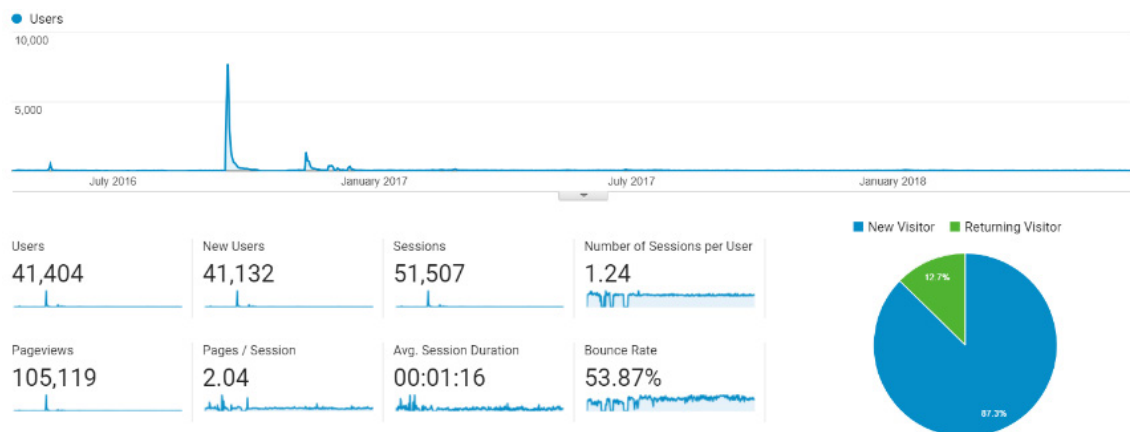 Users
10,000
5,000
July 2016 January 2017 July 2017 January 2018
New Visitor Returning Visitor
Users New Users Sessions Number of Sessions per User
41,404 41,132 51,507 1.24
Pageviews Pages / Session Avg. Session Duration Bounce Rate
105,119 2.04 00:01:16 53.87%
12.7%
87.3%